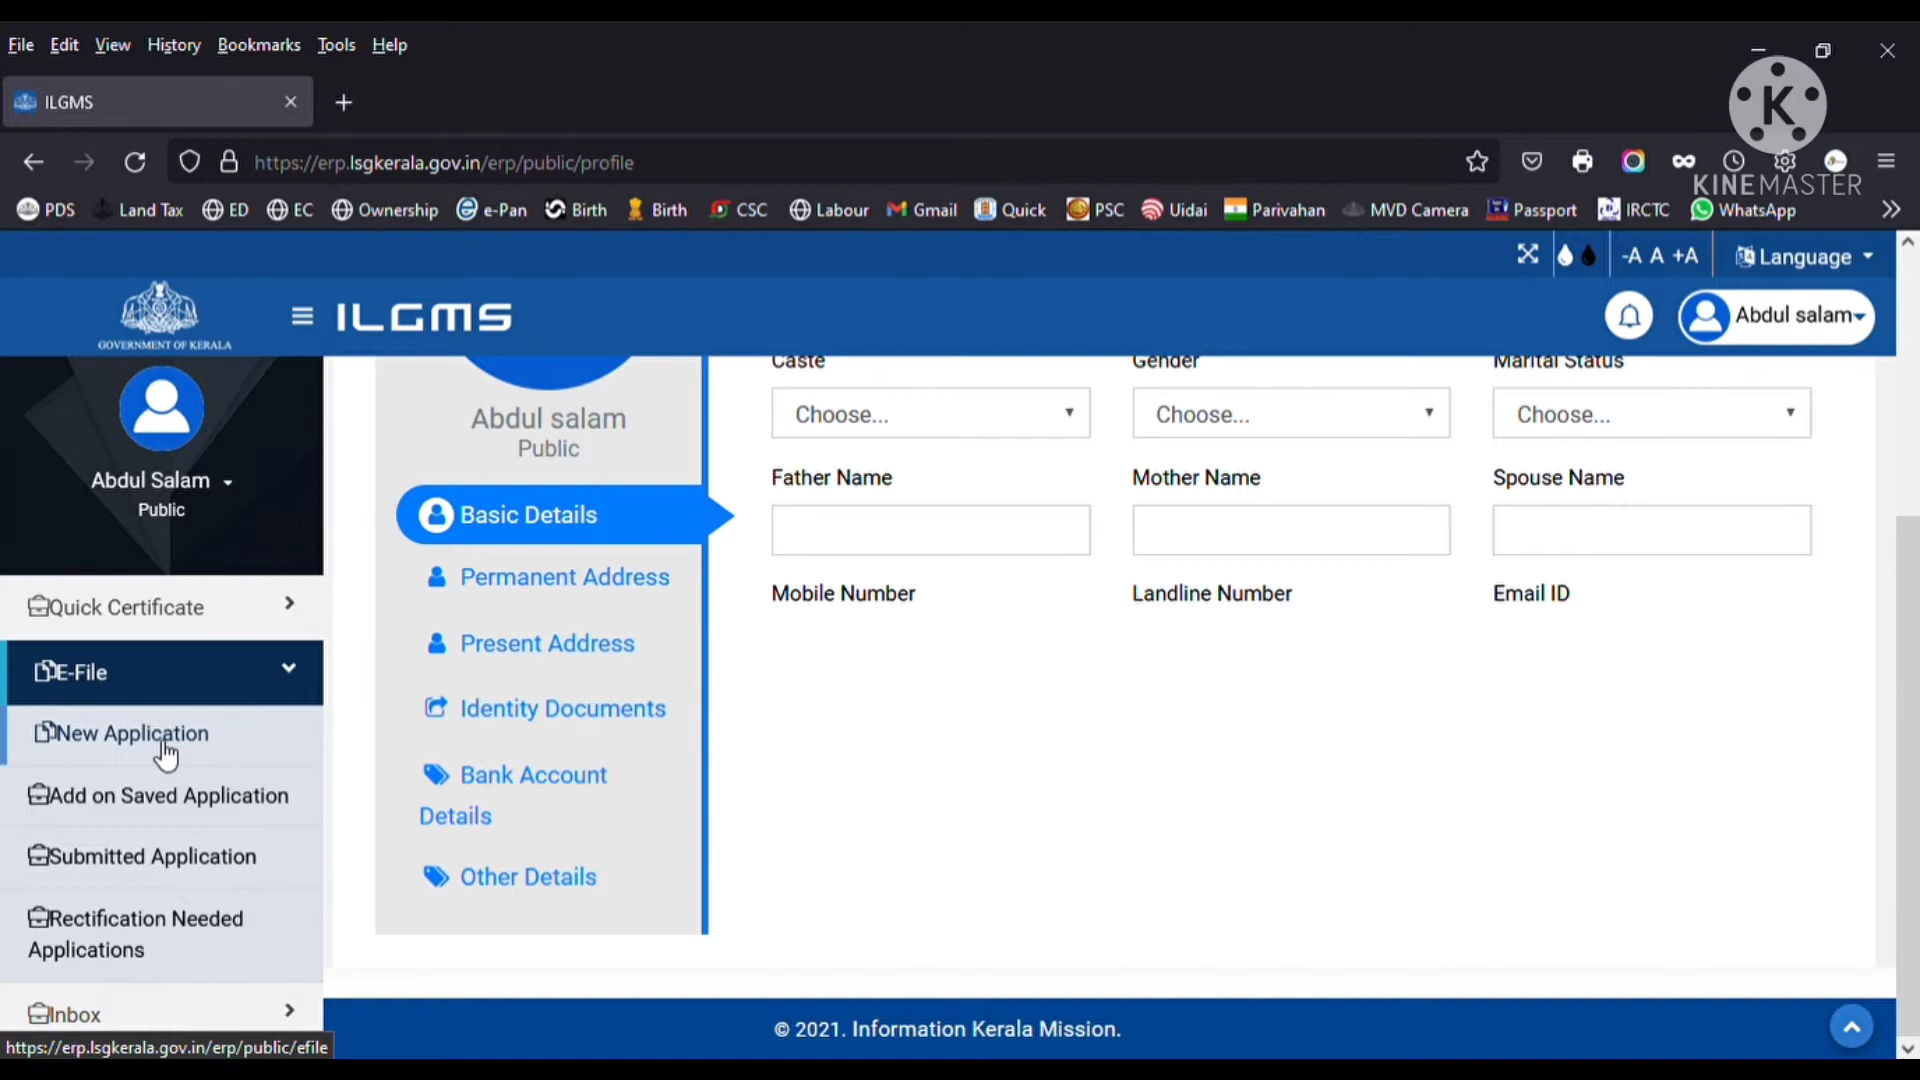 File Edit View History Bookmarks Tools Help
ILGMS
K
https://erp.lsgkerala.gov.in/erp/public/profile
KINEMASTER
PDS Land Tax ED EC Ownership e-Pan Birth Birth CSC Labour Gmail Quick PSC Uidai Parivahan MVD Camera Passport IRCTC WhatsApp
-A A +A Language
GOVERNMENT OF KERALA
ILGMS
Abdul salam
Abdul Salam
Public
Quick Certificate
E-File
New Application
Add on Saved Application
Submitted Application
Rectification Needed
Applications
Inbox
Abdul salam
Public
Basic Details
Permanent Address
Present Address
Identity Documents
Bank Account
Details
Other Details
Caste Gender Marital Status
Choose... Choose... Choose...
Father Name Mother Name Spouse Name
Mobile Number Landline Number Email ID
© 2021. Information Kerala Mission.
https://erp.lsgkerala.gov.in/erp/public/efile